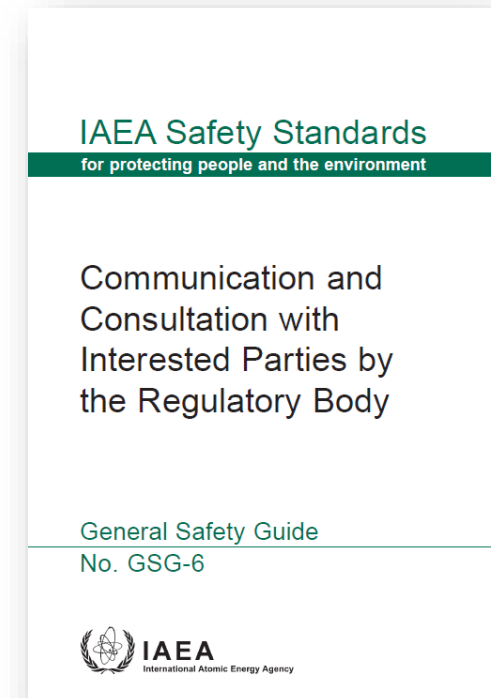 IAEA Safety Standards
for protecting people and the environment
Communication and
Consultation with
Interested Parties by
the Regulatory Body
General Safety Guide
No. GSG-6
IAEA
International Atomic Energy Agency